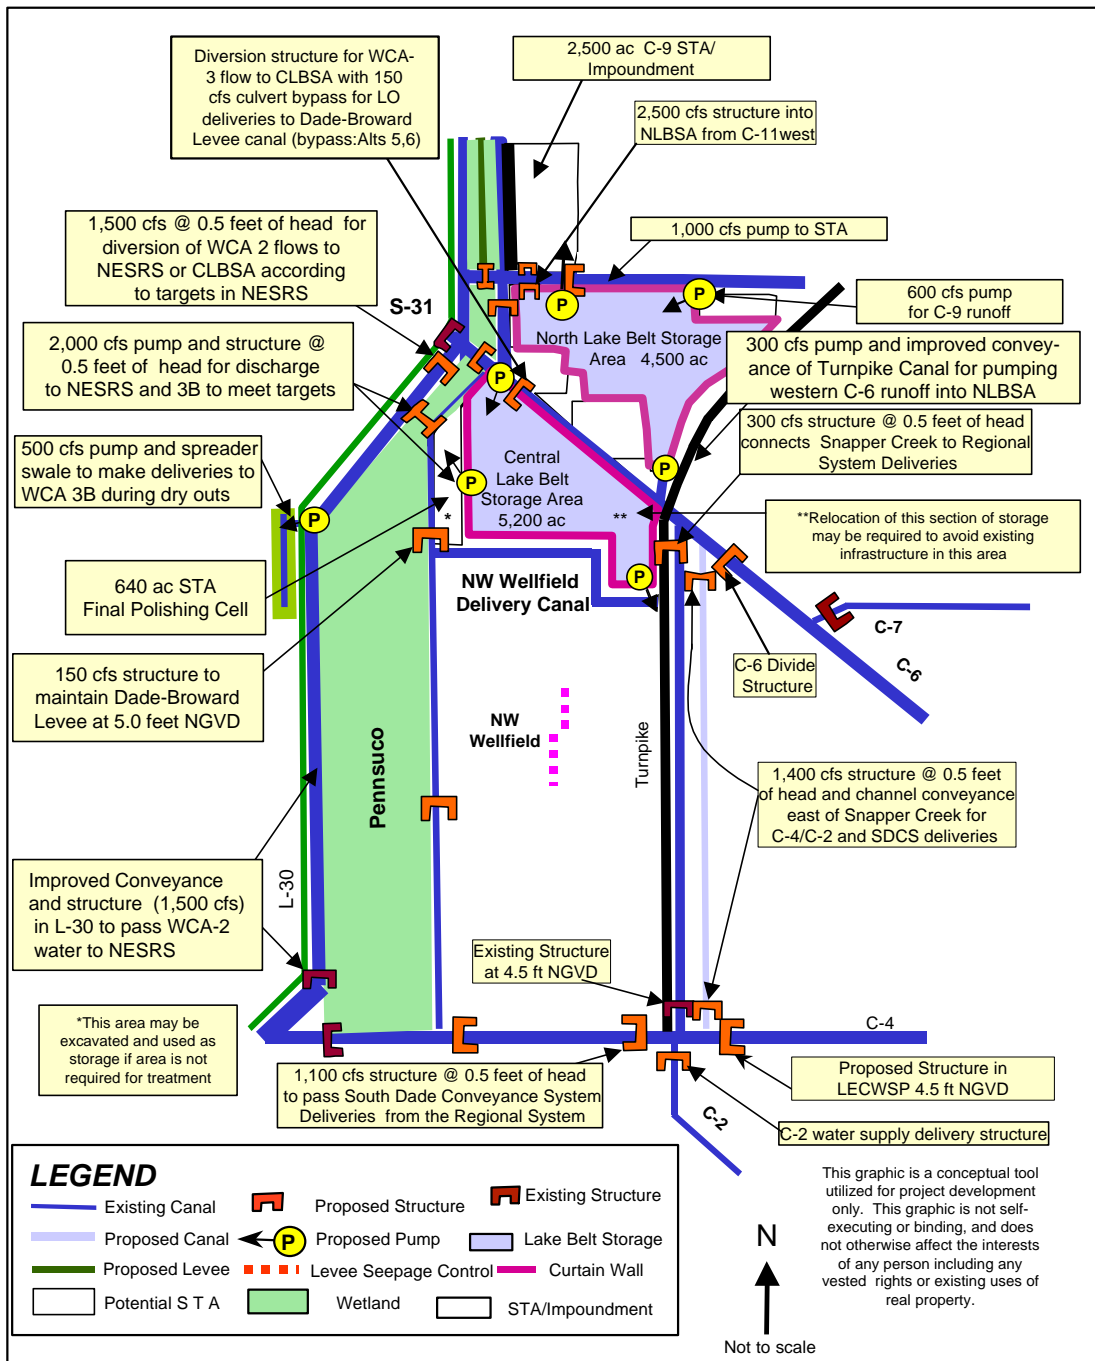 Diversion structure for WCA-
3 flow to CLBSA with 150
cfs culvert bypass for LO
deliveries to Dade-Broward
Levee canal (bypass:Alts 5,6)
2,500 ac  C-9 STA/
Impoundment
2,500 cfs structure into
NLBSA from C-11west
1,500 cfs @ 0.5 feet of head  for
diversion of WCA 2 flows to
NESRS or CLBSA according
to targets in NESRS
1,000 cfs pump to STA
S-31
600 cfs pump
for C-9 runoff
P
P
North Lake Belt Storage
Area   4,500 ac
2,000 cfs pump and structure @
0.5 feet of  head for discharge
to NESRS and 3B to meet targets
300 cfs pump and improved convey-
ance of Turnpike Canal for pumping
western C-6 runoff into NLBSA
P
300 cfs structure @ 0.5 feet of head
connects  Snapper Creek to Regional
System Deliveries
500 cfs pump and spreader
swale to make deliveries to
WCA 3B during dry outs
Central
Lake Belt
Storage Area
5,200 ac
P
P
P
*
**
**Relocation of this section of storage
may be required to avoid existing
infrastructure in this area
640 ac STA
Final Polishing Cell
NW Wellfield
Delivery Canal
P
C-7
C-6
C-6 Divide
Structure
150 cfs structure to
maintain Dade-Broward
Levee at 5.0 feet NGVD
NW
Wellfield
Turnpike
Pennsuco
1,400 cfs structure @ 0.5 feet
of head and channel conveyance
east of Snapper Creek for
C-4/C-2 and SDCS deliveries
L-30
Improved Conveyance
and structure  (1,500 cfs)
in L-30 to pass WCA-2
water to NESRS
Existing Structure
at 4.5 ft NGVD
C-4
*This area may be
excavated and used as
storage if area is not
required for treatment
1,100 cfs structure @ 0.5 feet of head
to pass South Dade Conveyance System
Deliveries  from the Regional System
Proposed Structure in
LECWSP 4.5 ft NGVD
C-2
C-2 water supply delivery structure
LEGEND
Existing Canal
Proposed Structure
Existing Structure
Proposed Canal
P
Proposed Pump
Lake Belt Storage
Proposed Levee
Levee Seepage Control
Curtain Wall
Potential S T A
Wetland
STA/Impoundment
This graphic is a conceptual tool
utilized for project development
only.  This graphic is not self-
executing or binding, and does
not otherwise affect the interests
of any person including any
vested  rights or existing uses of
real property.
N
Not to scale